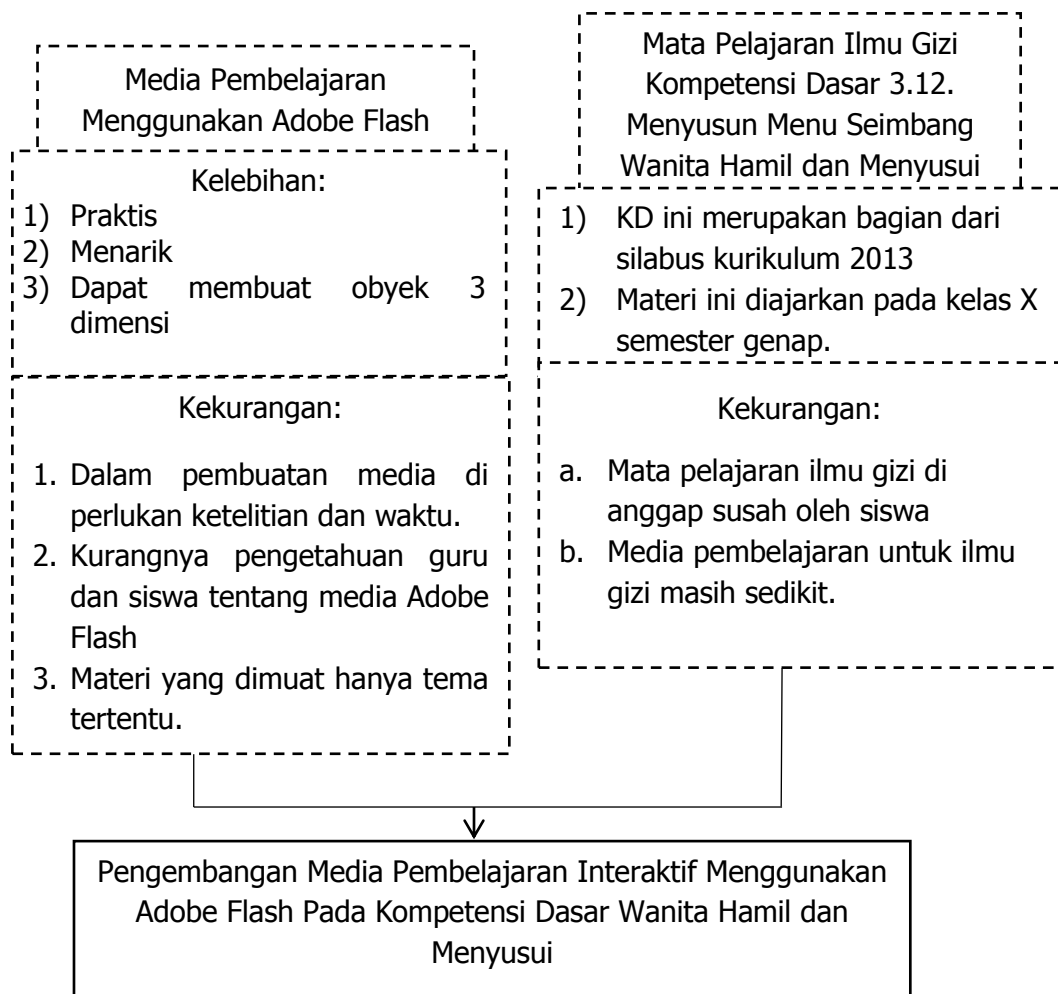 Media Pembelajaran
Menggunakan Adobe Flash
Kelebihan:
1) Praktis
2) Menarik
3) Dapat membuat obyek 3
dimensi
Kekurangan:
1. Dalam pembuatan media di
perlukan ketelitian dan waktu.
2. Kurangnya pengetahuan guru
dan siswa tentang media Adobe
Flash
3. Materi yang dimuat hanya tema
tertentu.
Mata Pelajaran Ilmu Gizi
Kompetensi Dasar 3.12.
Menyusun Menu Seimbang
Wanita Hamil dan Menyusui
1) KD ini merupakan bagian dari
silabus kurikulum 2013
2) Materi ini diajarkan pada kelas X
semester genap.
Kekurangan:
a. Mata pelajaran ilmu gizi di
anggap susah oleh siswa
b. Media pembelajaran untuk ilmu
gizi masih sedikit.
Pengembangan Media Pembelajaran Interaktif Menggunakan
Adobe Flash Pada Kompetensi Dasar Wanita Hamil dan
Menyusui